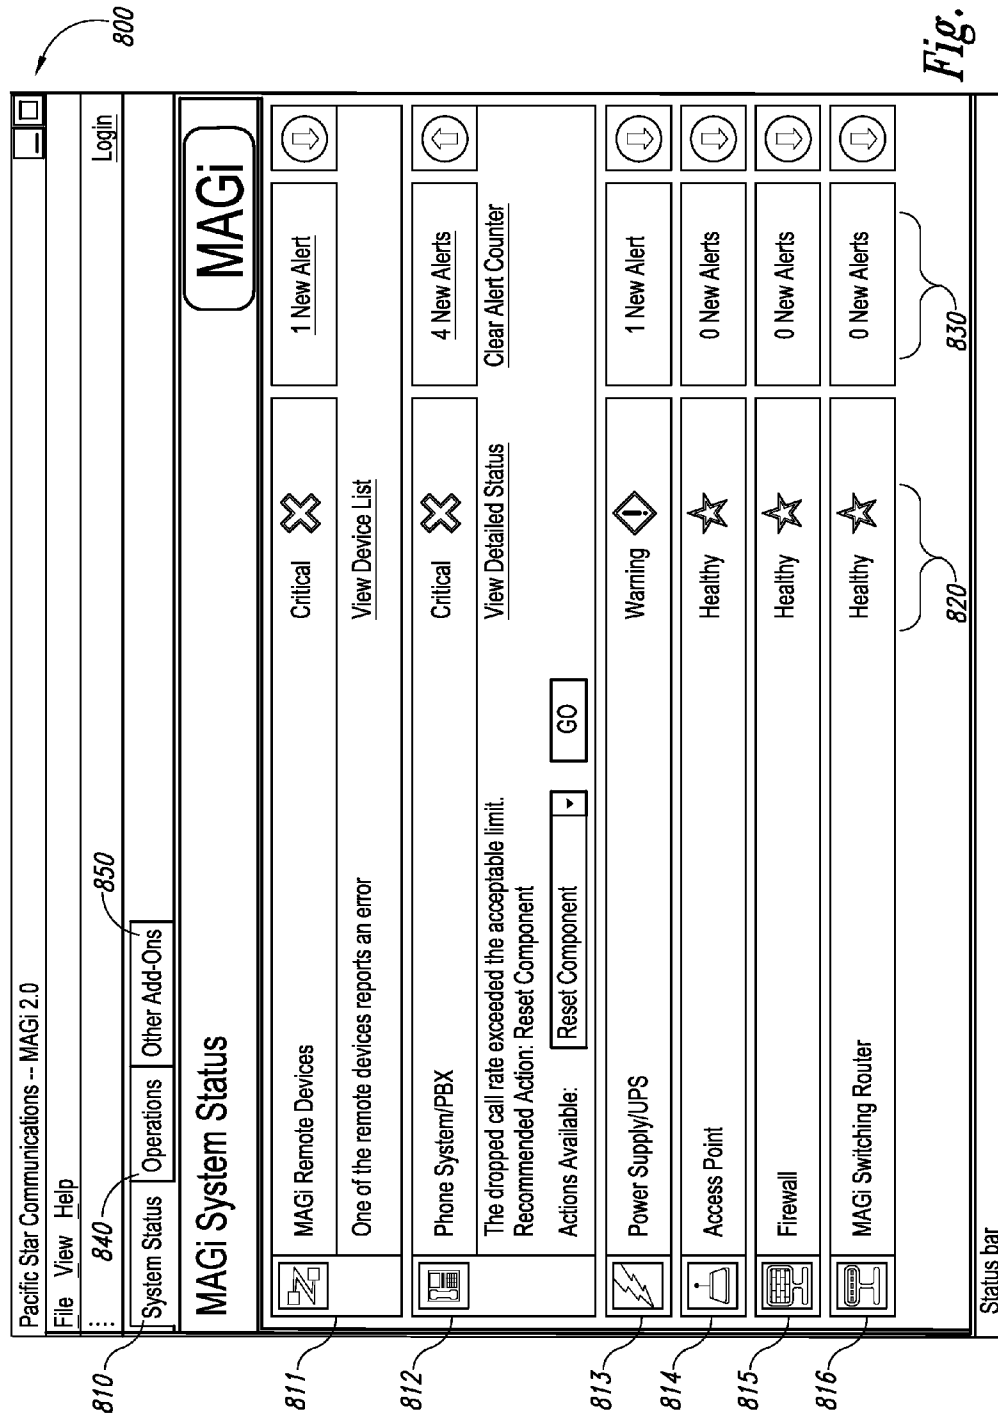 800
Pacific Star Communications -- MAGi 2.0
File View Help
Login
840
850
810
System Status
Operations
Other Add-Ons
MAGi System Status
MAGi
811
MAGi Remote Devices
Critical
1 New Alert
One of the remote devices reports an error
View Device List
812
Phone System/PBX
Critical
4 New Alerts
The dropped call rate exceeded the acceptable limit.
View Detailed Status
Clear Alert Counter
Recommended Action: Reset Component
Actions Available:
Reset Component
GO
813
Power Supply/UPS
Warning
1 New Alert
814
Access Point
Healthy
0 New Alerts
815
Firewall
Healthy
0 New Alerts
816
MAGi Switching Router
Healthy
0 New Alerts
820
830
Status bar
Fig.